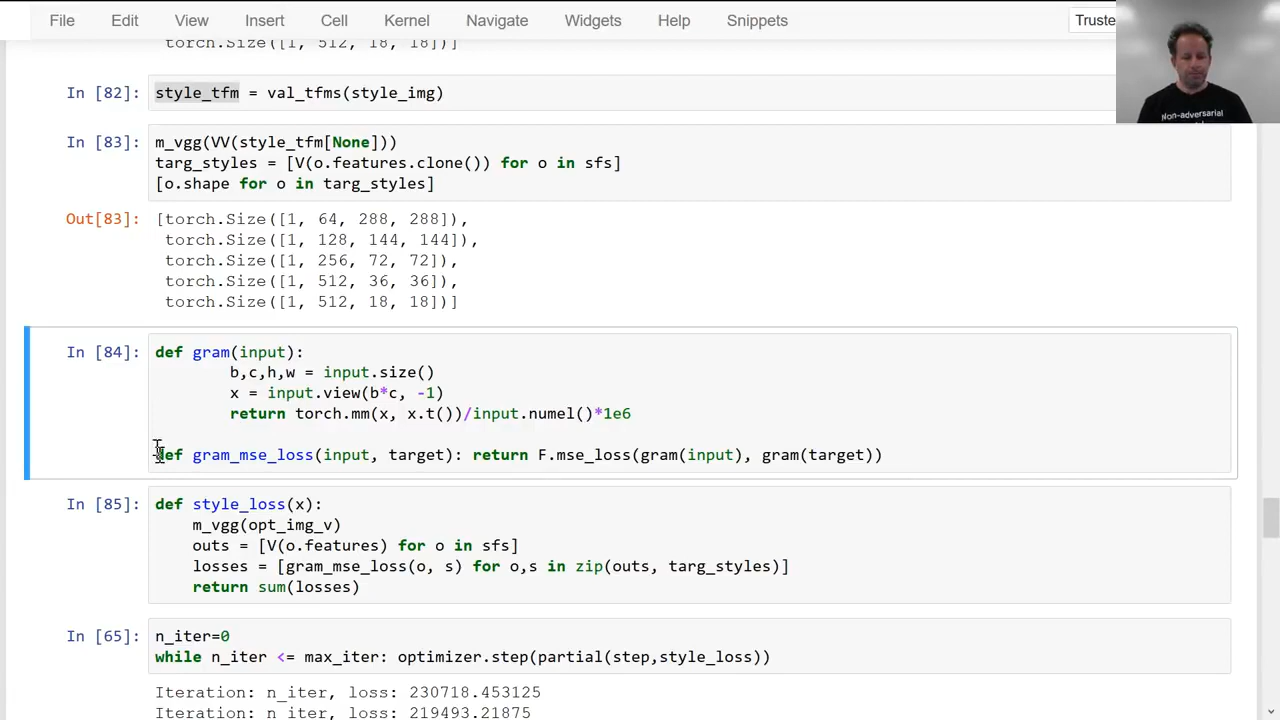 File Edit View Insert Cell Kernel Navigate Widgets Help Snippets Truste
torch.Size([1, 512, 18, 18])]
In [82]: style_tfm = val_tfms(style_img)
In [83]: m_vgg(VV(style_tfm[None]))
targ_styles = [V(o.features.clone()) for o in sfs]
[o.shape for o in targ_styles]
Out[83]: [torch.Size([1, 64, 288, 288]),
torch.Size([1, 128, 144, 144]),
torch.Size([1, 256, 72, 72]),
torch.Size([1, 512, 36, 36]),
torch.Size([1, 512, 18, 18])]
In [84]: def gram(input):
b,c,h,w = input.size()
x = input.view(b*c, -1)
return torch.mm(x, x.t())/input.numel()*1e6
def gram_mse_loss(input, target): return F.mse_loss(gram(input), gram(target))
In [85]: def style_loss(x):
m_vgg(opt_img_v)
outs = [V(o.features) for o in sfs]
losses = [gram_mse_loss(o, s) for o,s in zip(outs, targ_styles)]
return sum(losses)
In [65]: n_iter=0
while n_iter <= max_iter: optimizer.step(partial(step,style_loss))
Iteration: n_iter, loss: 230718.453125
Iteration: n_iter, loss: 219493.21875
Non-adversarial